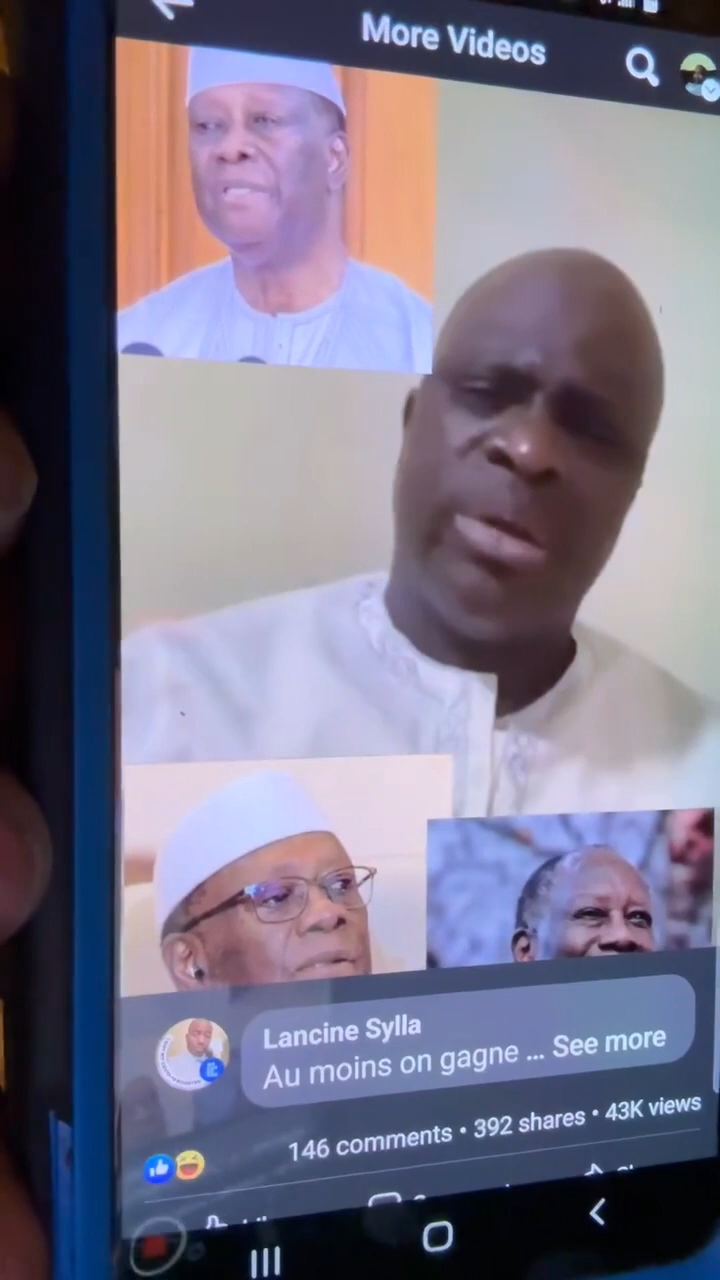 More Videos
Lancine Sylla
Au moins on gagne ... See more
146 comments • 392 shares • 43K views